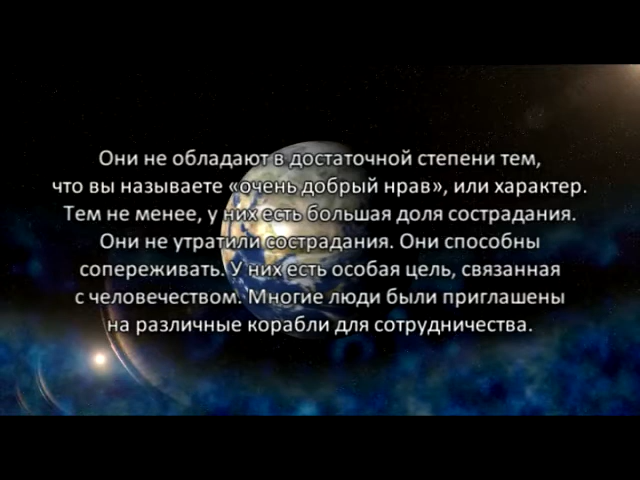 Они не обладают в достаточной степени тем,
что вы называете «очень добрый нрав», или характер.
Тем не менее, у них есть большая доля сострадания.
Они не утратили сострадания. Они способны
сопереживать. У них есть особая цель, связанная
с человечеством. Многие люди были приглашены
на различные корабли для сотрудничества.